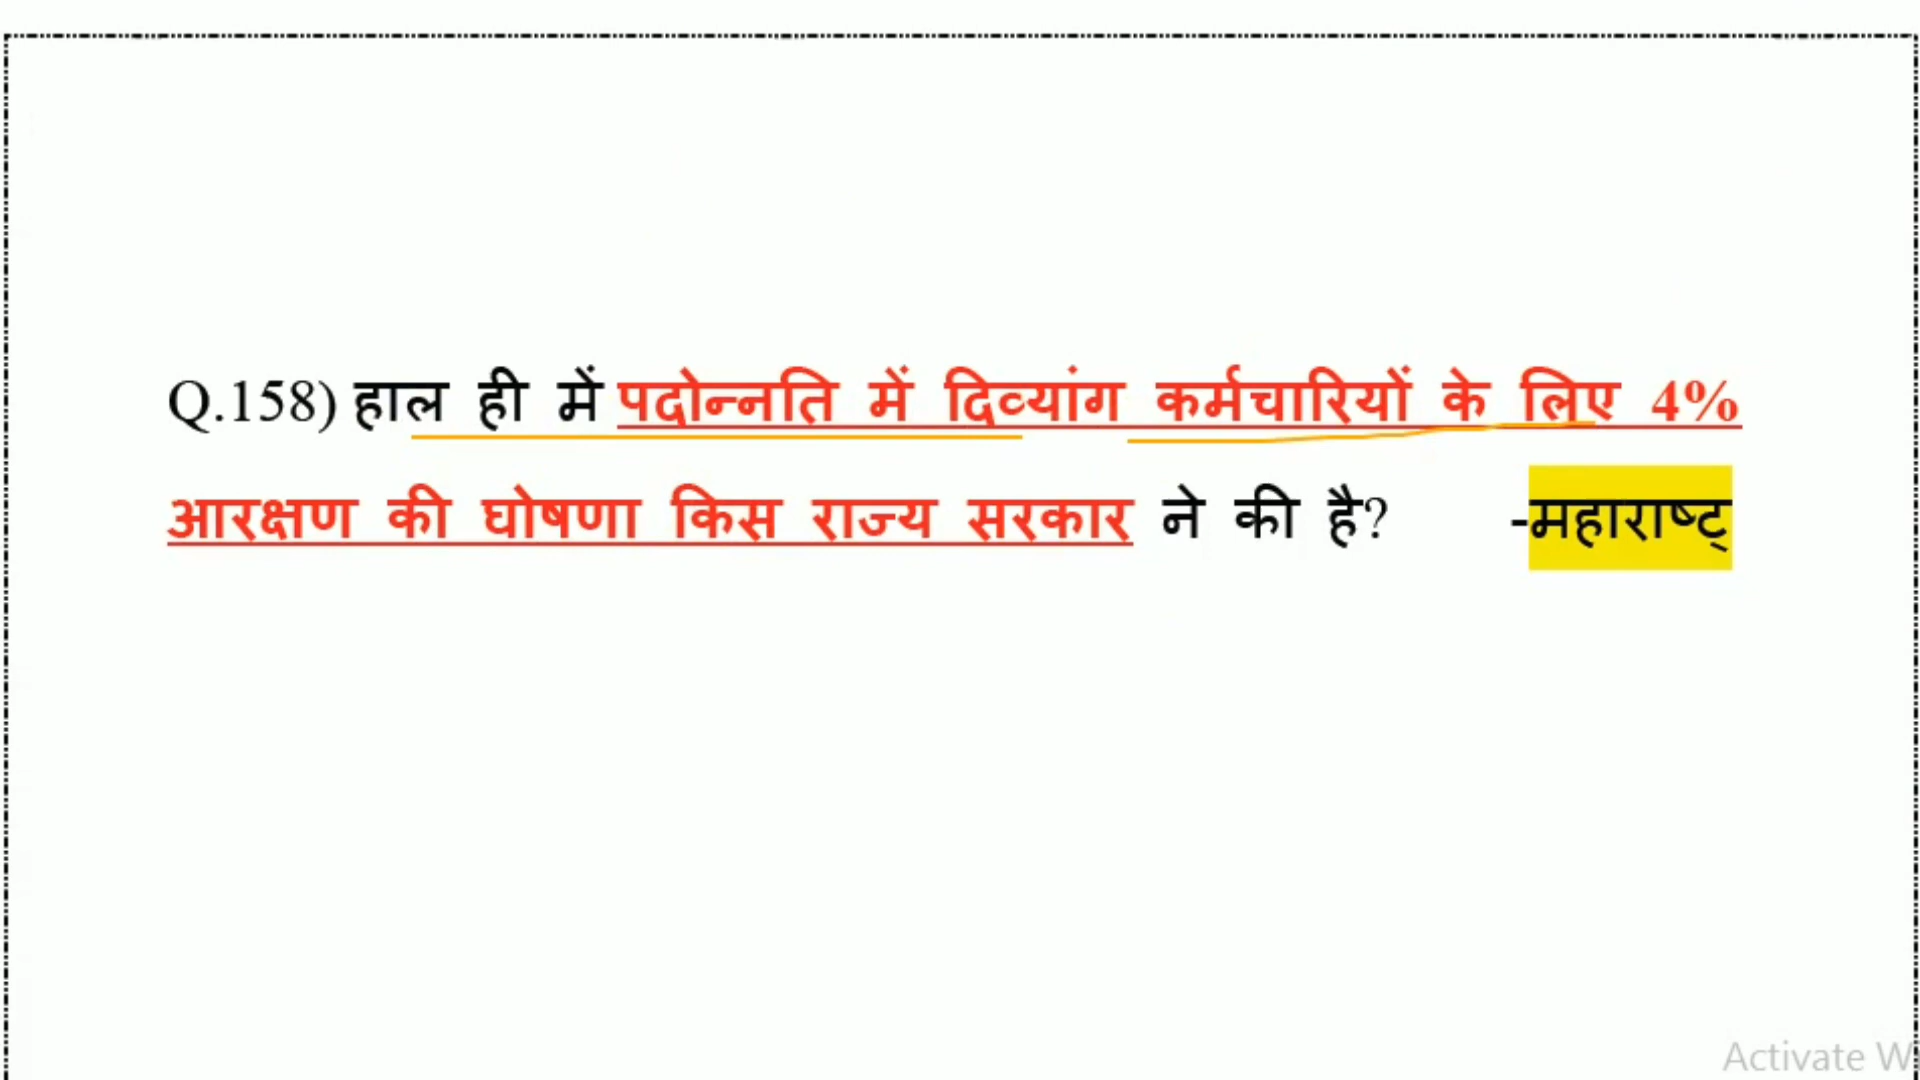 Q.158) हाल ही में पदोन्नति में दिव्यांग कर्मचारियों के लिए 4%
आरक्षण की घोषणा किस राज्य सरकार ने की है? -महाराष्ट्
Activate W